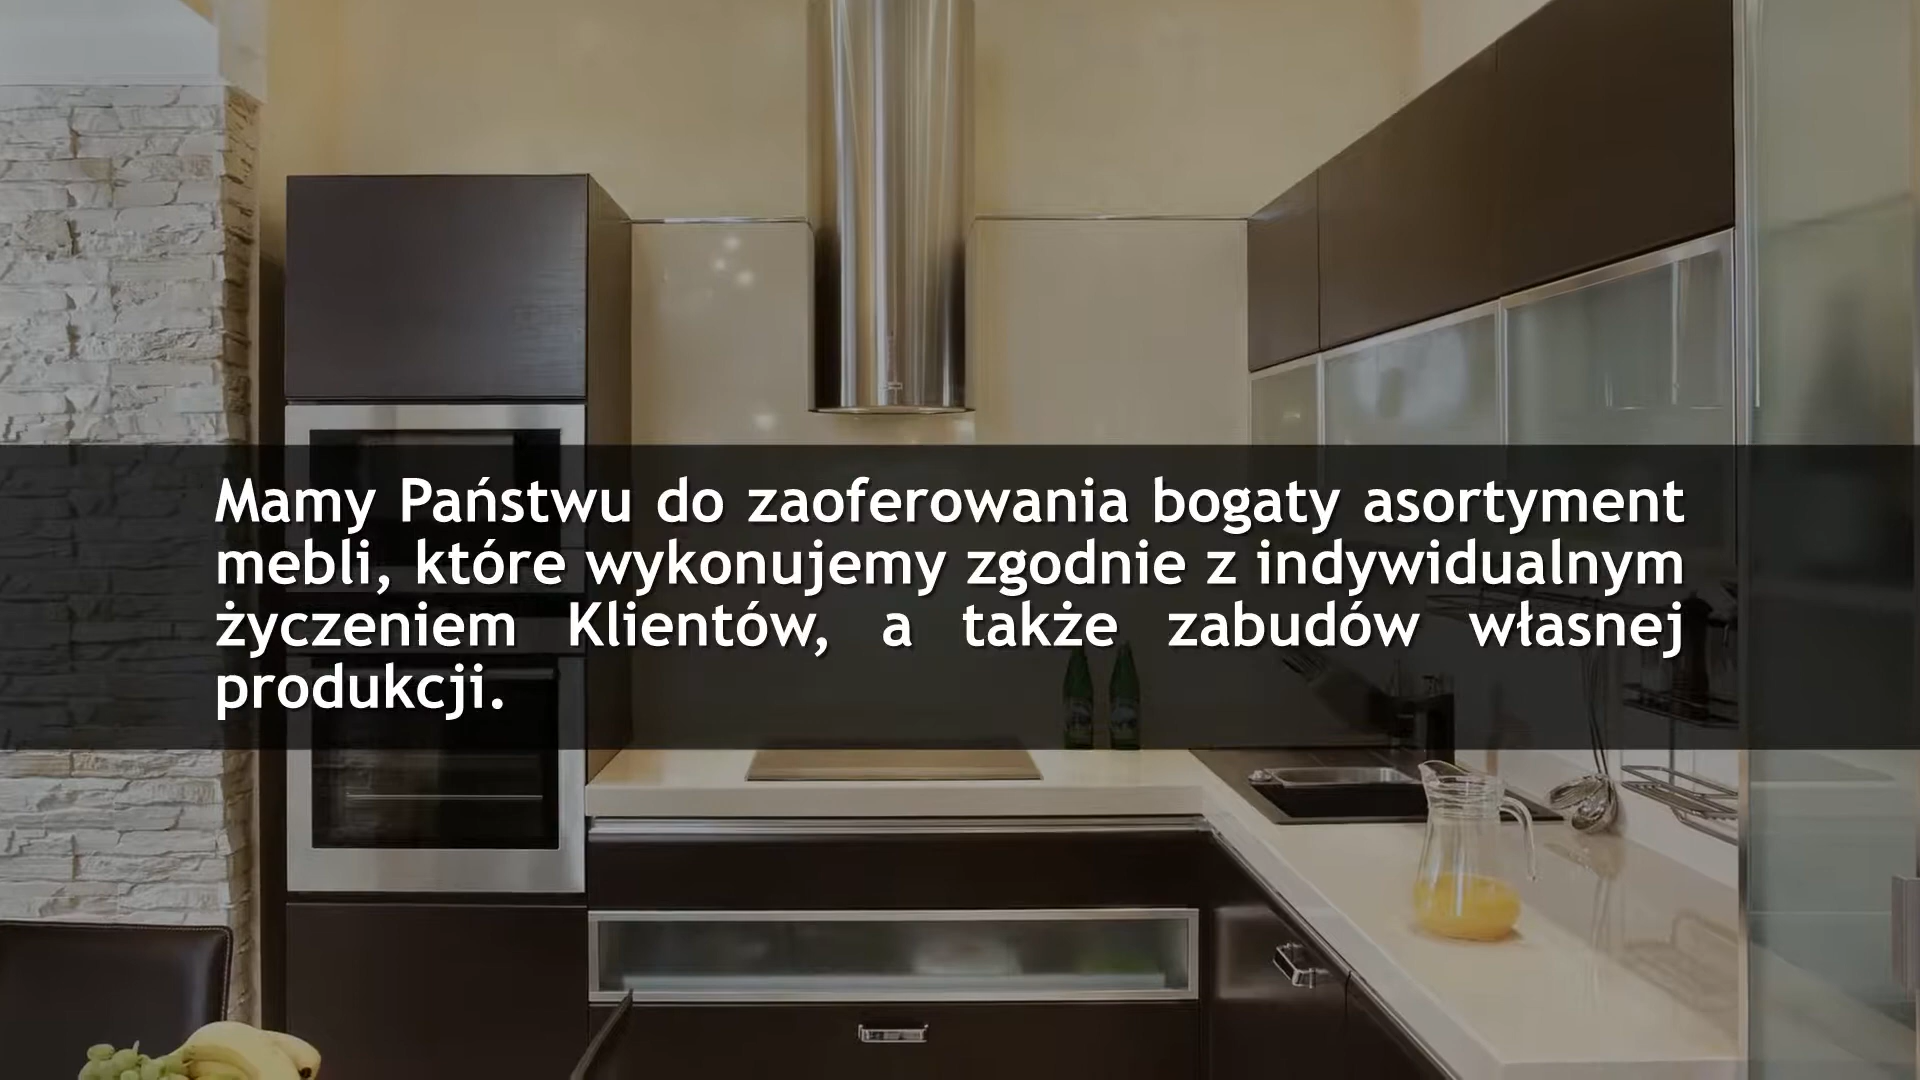 Mamy Państwu do zaoferowania bogaty asortyment
mebli, które wykonujemy zgodnie z indywidualnym
życzeniem Klientów, a także zabudów własnej
produkcji.